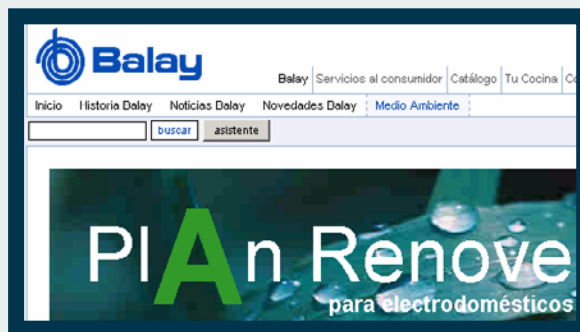 Balay
Balay Servicios al consumidor Catálogo Tu Cocina
Inicio Historia Balay Noticias Balay Novedades Balay Medio Ambiente
buscar asistente
PlAn Renove
para electrodomésticos